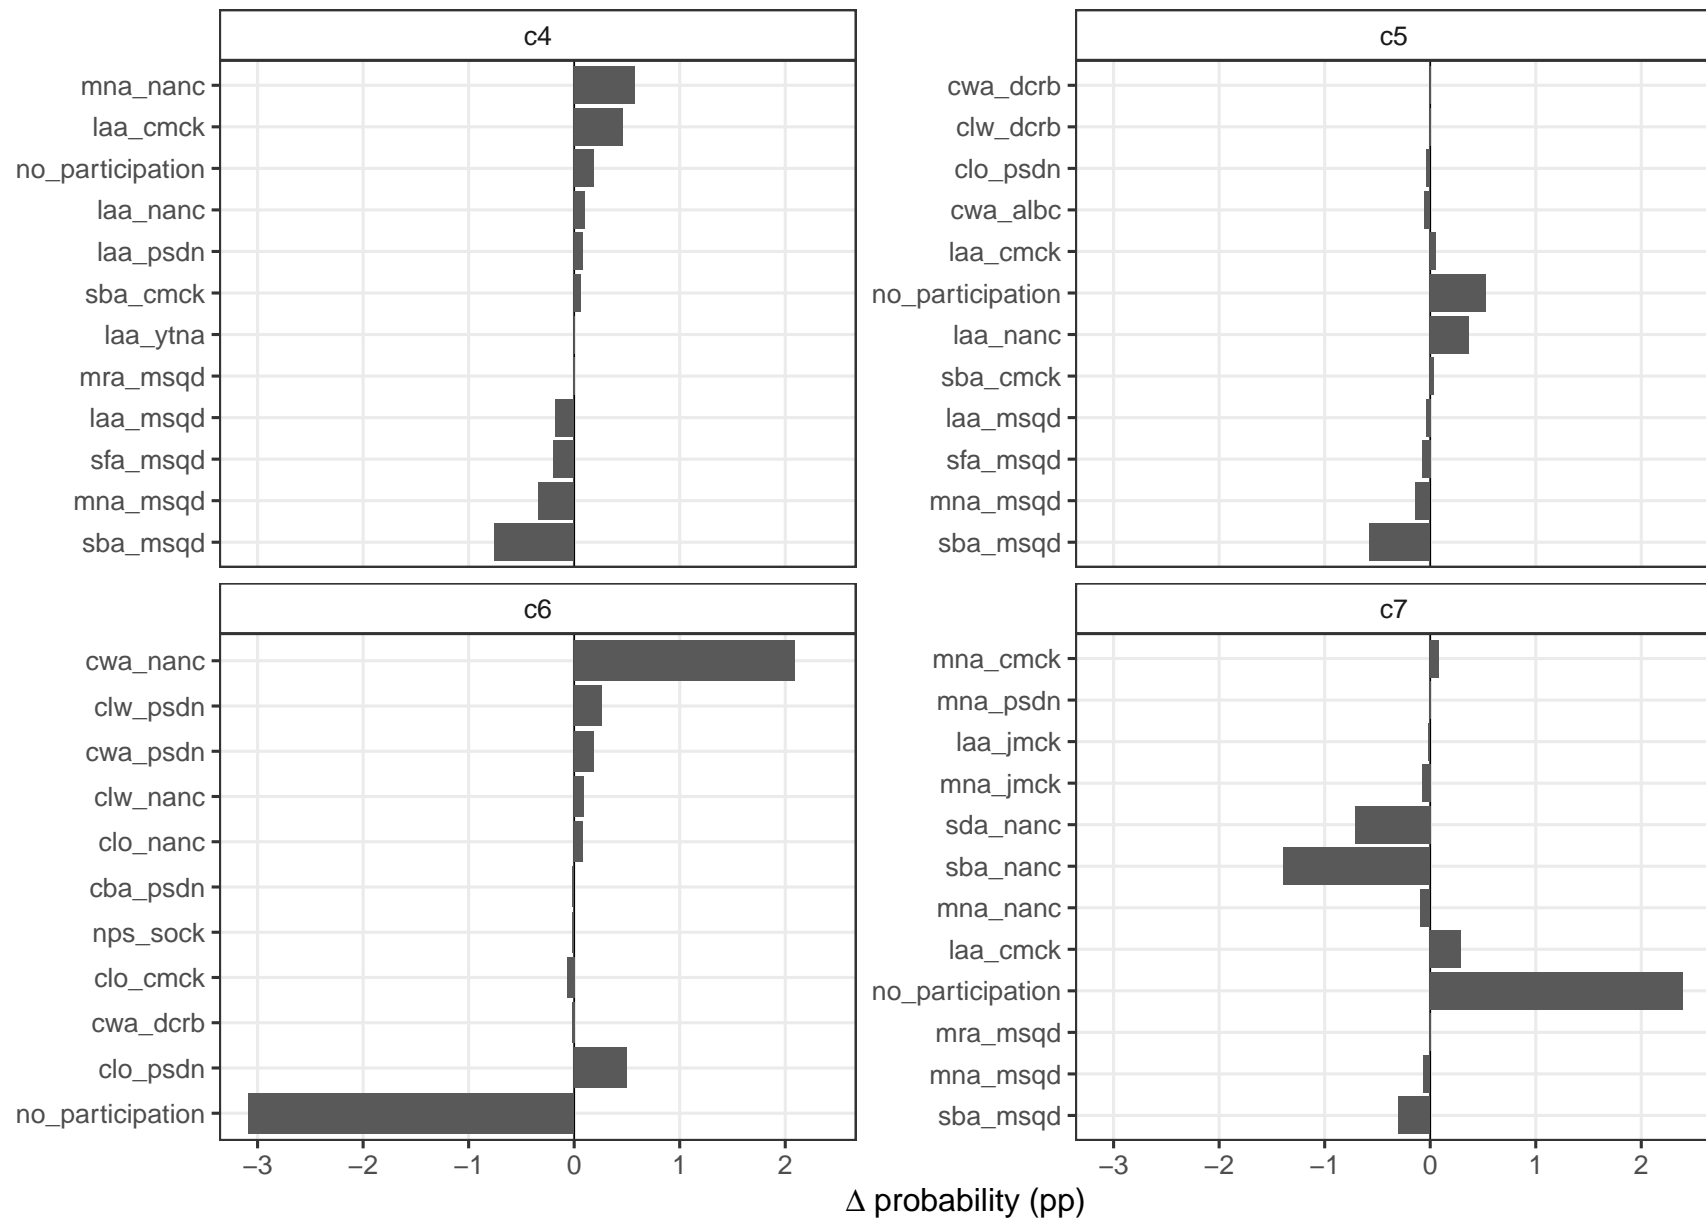 c4
mna_nanc
laa_cmck
no_participation
laa_nanc
laa_psdn
sba_cmck
laa_ytna
mra_msqd
laa_msqd
sfa_msqd
mna_msqd
sba_msqd
c5
cwa_dcrb
clw_dcrb
clo_psdn
cwa_albc
laa_cmck
no_participation
laa_nanc
sba_cmck
laa_msqd
sfa_msqd
mna_msqd
sba_msqd
c6
cwa_nanc
clw_psdn
cwa_psdn
clw_nanc
clo_nanc
cba_psdn
nps_sock
clo_cmck
cwa_dcrb
clo_psdn
no_participation
−3 −2 −1 0 1 2
c7
mna_cmck
mna_psdn
laa_jmck
mna_jmck
sda_nanc
sba_nanc
mna_nanc
laa_cmck
no_participation
mra_msqd
mna_msqd
sba_msqd
−3 −2 −1 0 1 2
Δ probability (pp)